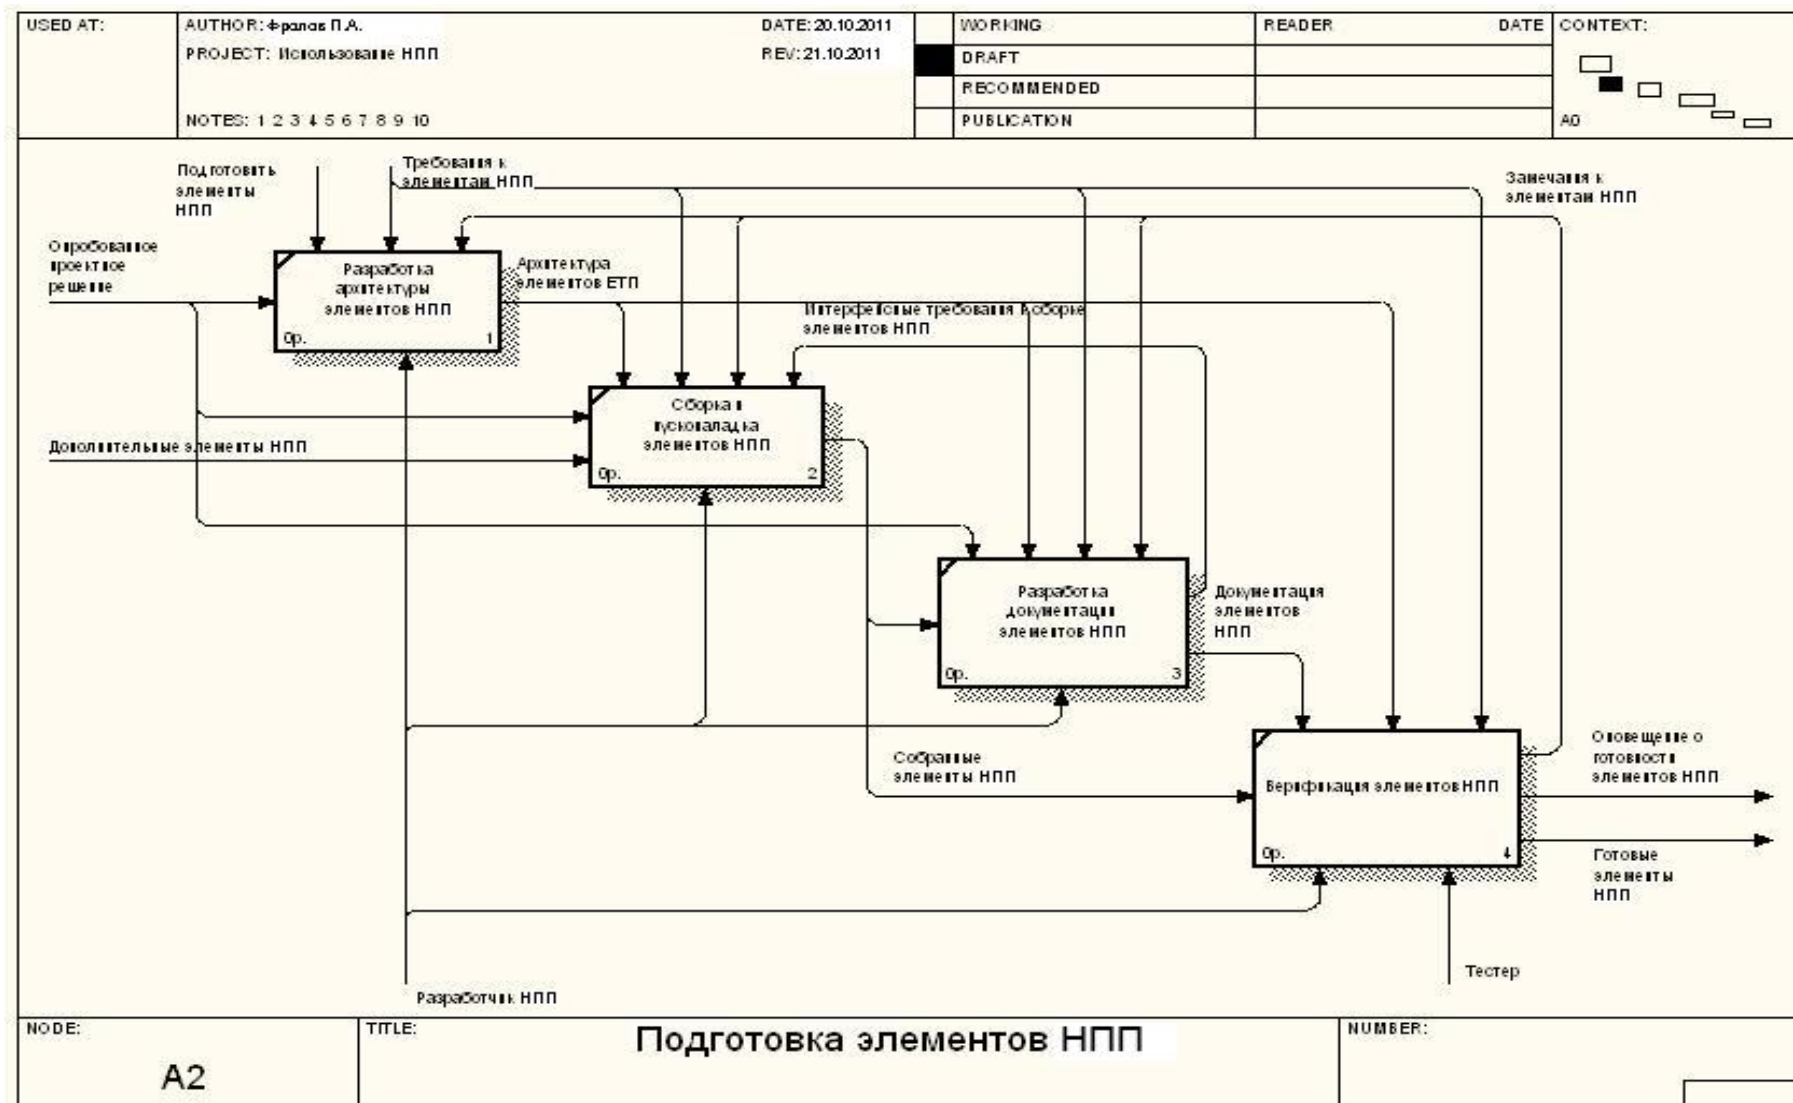 USED AT:
AUTHOR: Фролов П.А.
DATE: 20.10.2011
PROJECT: Использование НПП
REV: 21.10.2011
NOTES: 1 2 3 4 5 6 7 8 9 10
WORKING
DRAFT
RECOMMENDED
PUBLICATION
READER
DATE
CONTEXT:
A0
Подготовить
элементы
НПП
Требования к
элементам НПП
Замечания к
элементам НПП
Опробованное
проектное
решение
Разработка
архитектуры
элементов НПП
0р.
1
Архитектура
элементов ЕТП
Интерфейсные требования к сборке
элементов НПП
Сборка и
пусконаладка
элементов НПП
0р.
2
Дополнительные элементы НПП
Разработка
документации
элементов НПП
0р.
3
Документация
элементов
НПП
Собранные
элементы НПП
Верификация элементов НПП
0р.
4
Оповещение о
готовности
элементов НПП
Готовые
элементы
НПП
Тестер
Разработчик НПП
NODE:
A2
TITLE:
Подготовка элементов НПП
NUMBER: